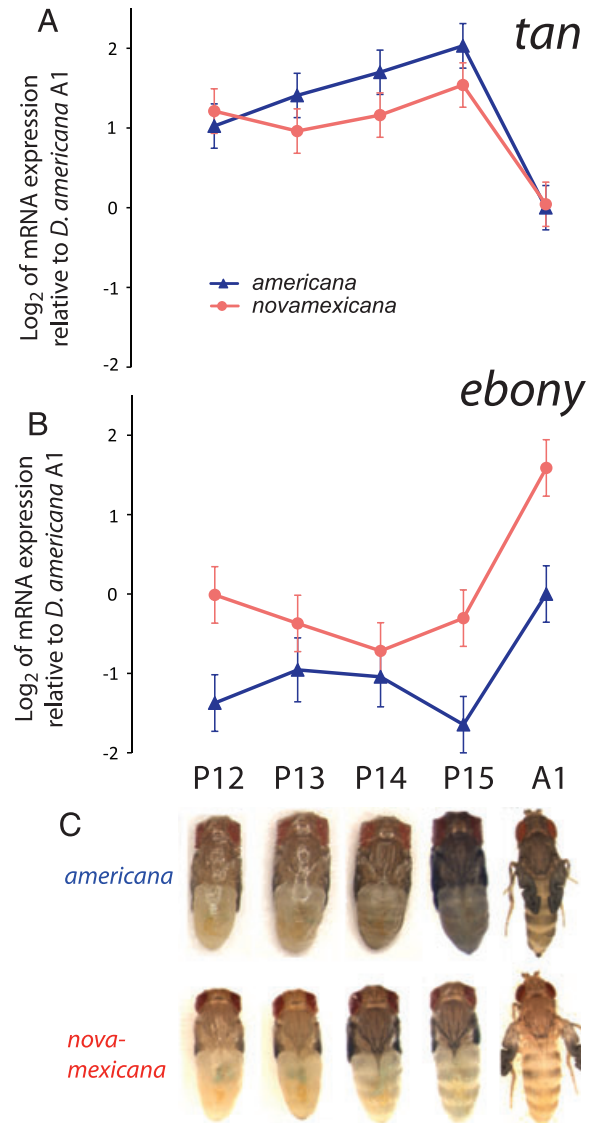 A
tan
2
1
0
-1
-2
Log2 of mRNA expression
relative to D. americana A1
americana
novamexicana
ebony
B
2
1
0
-1
-2
Log2 of mRNA expression
relative to D. americana A1
P12 P13 P14 P15 A1
C
americana
nova-
mexicana